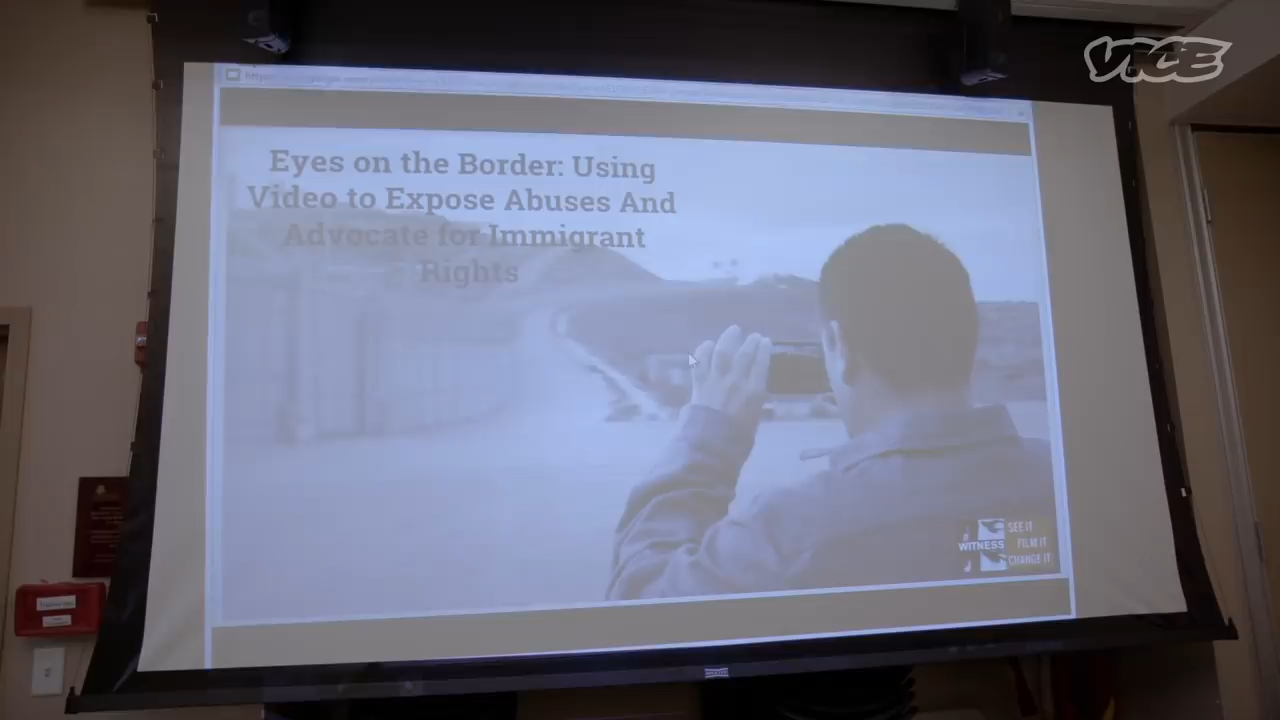 VICE
https
Eyes on the Border: Using
Video to Expose Abuses And
Advocate for Immigrant
Rights
WITNESS
SEE IT
FILM IT
CHANGE IT